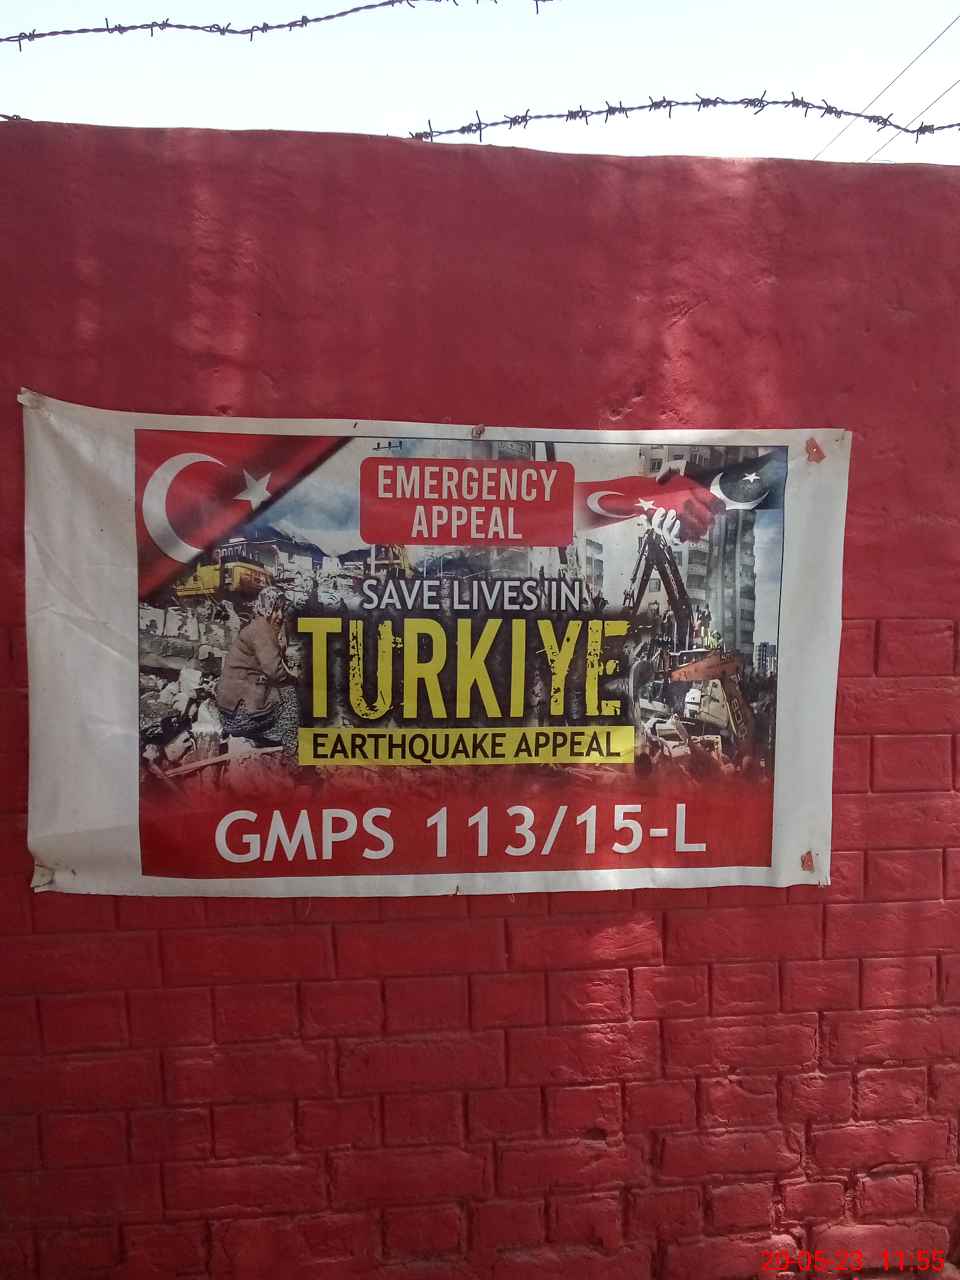 EMERGENCY
APPEAL
SAVE LIVES IN
TURKIYE
EARTHQUAKE APPEAL
GMPS 113/15-L
20-05-23 11:55